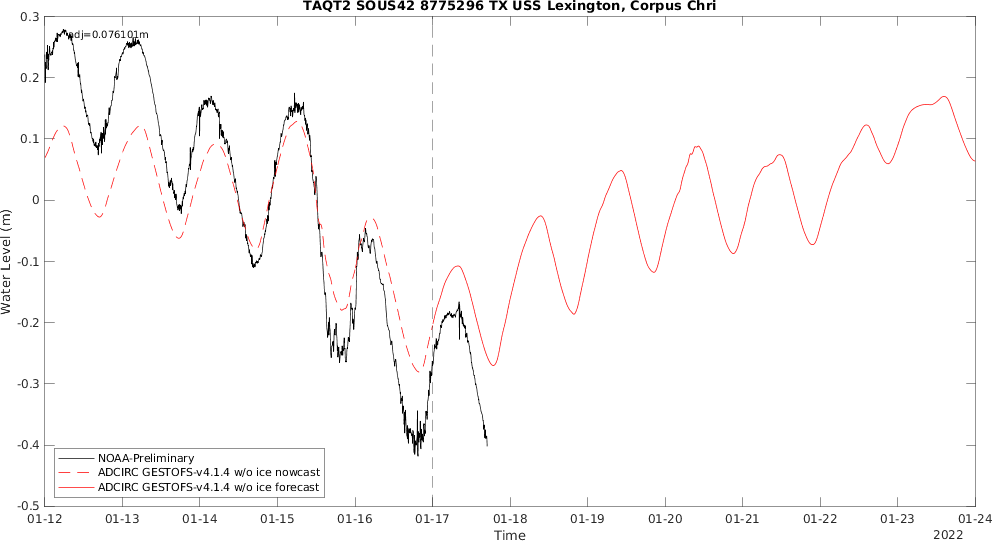 TAQT2 SOUS42 8775296 TX USS Lexington, Corpus Chri
adj=0.076101m
0.3
0.2
0.1
0
-0.1
-0.2
-0.3
-0.4
-0.5
Water Level (m)
NOAA-Preliminary
ADCIRC GESTOFS-v4.1.4 w/o ice nowcast
ADCIRC GESTOFS-v4.1.4 w/o ice forecast
01-12 01-13 01-14 01-15 01-16 01-17 01-18 01-19 01-20 01-21 01-22 01-23 01-24
Time
2022